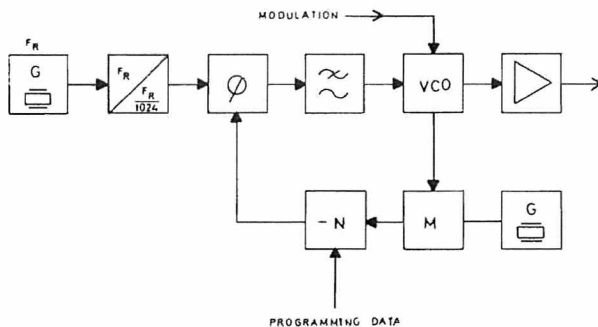 MODULATION
F_R
G
F_R
F_R
1024
φ
VCO
-N
M
G
PROGRAMMING DATA